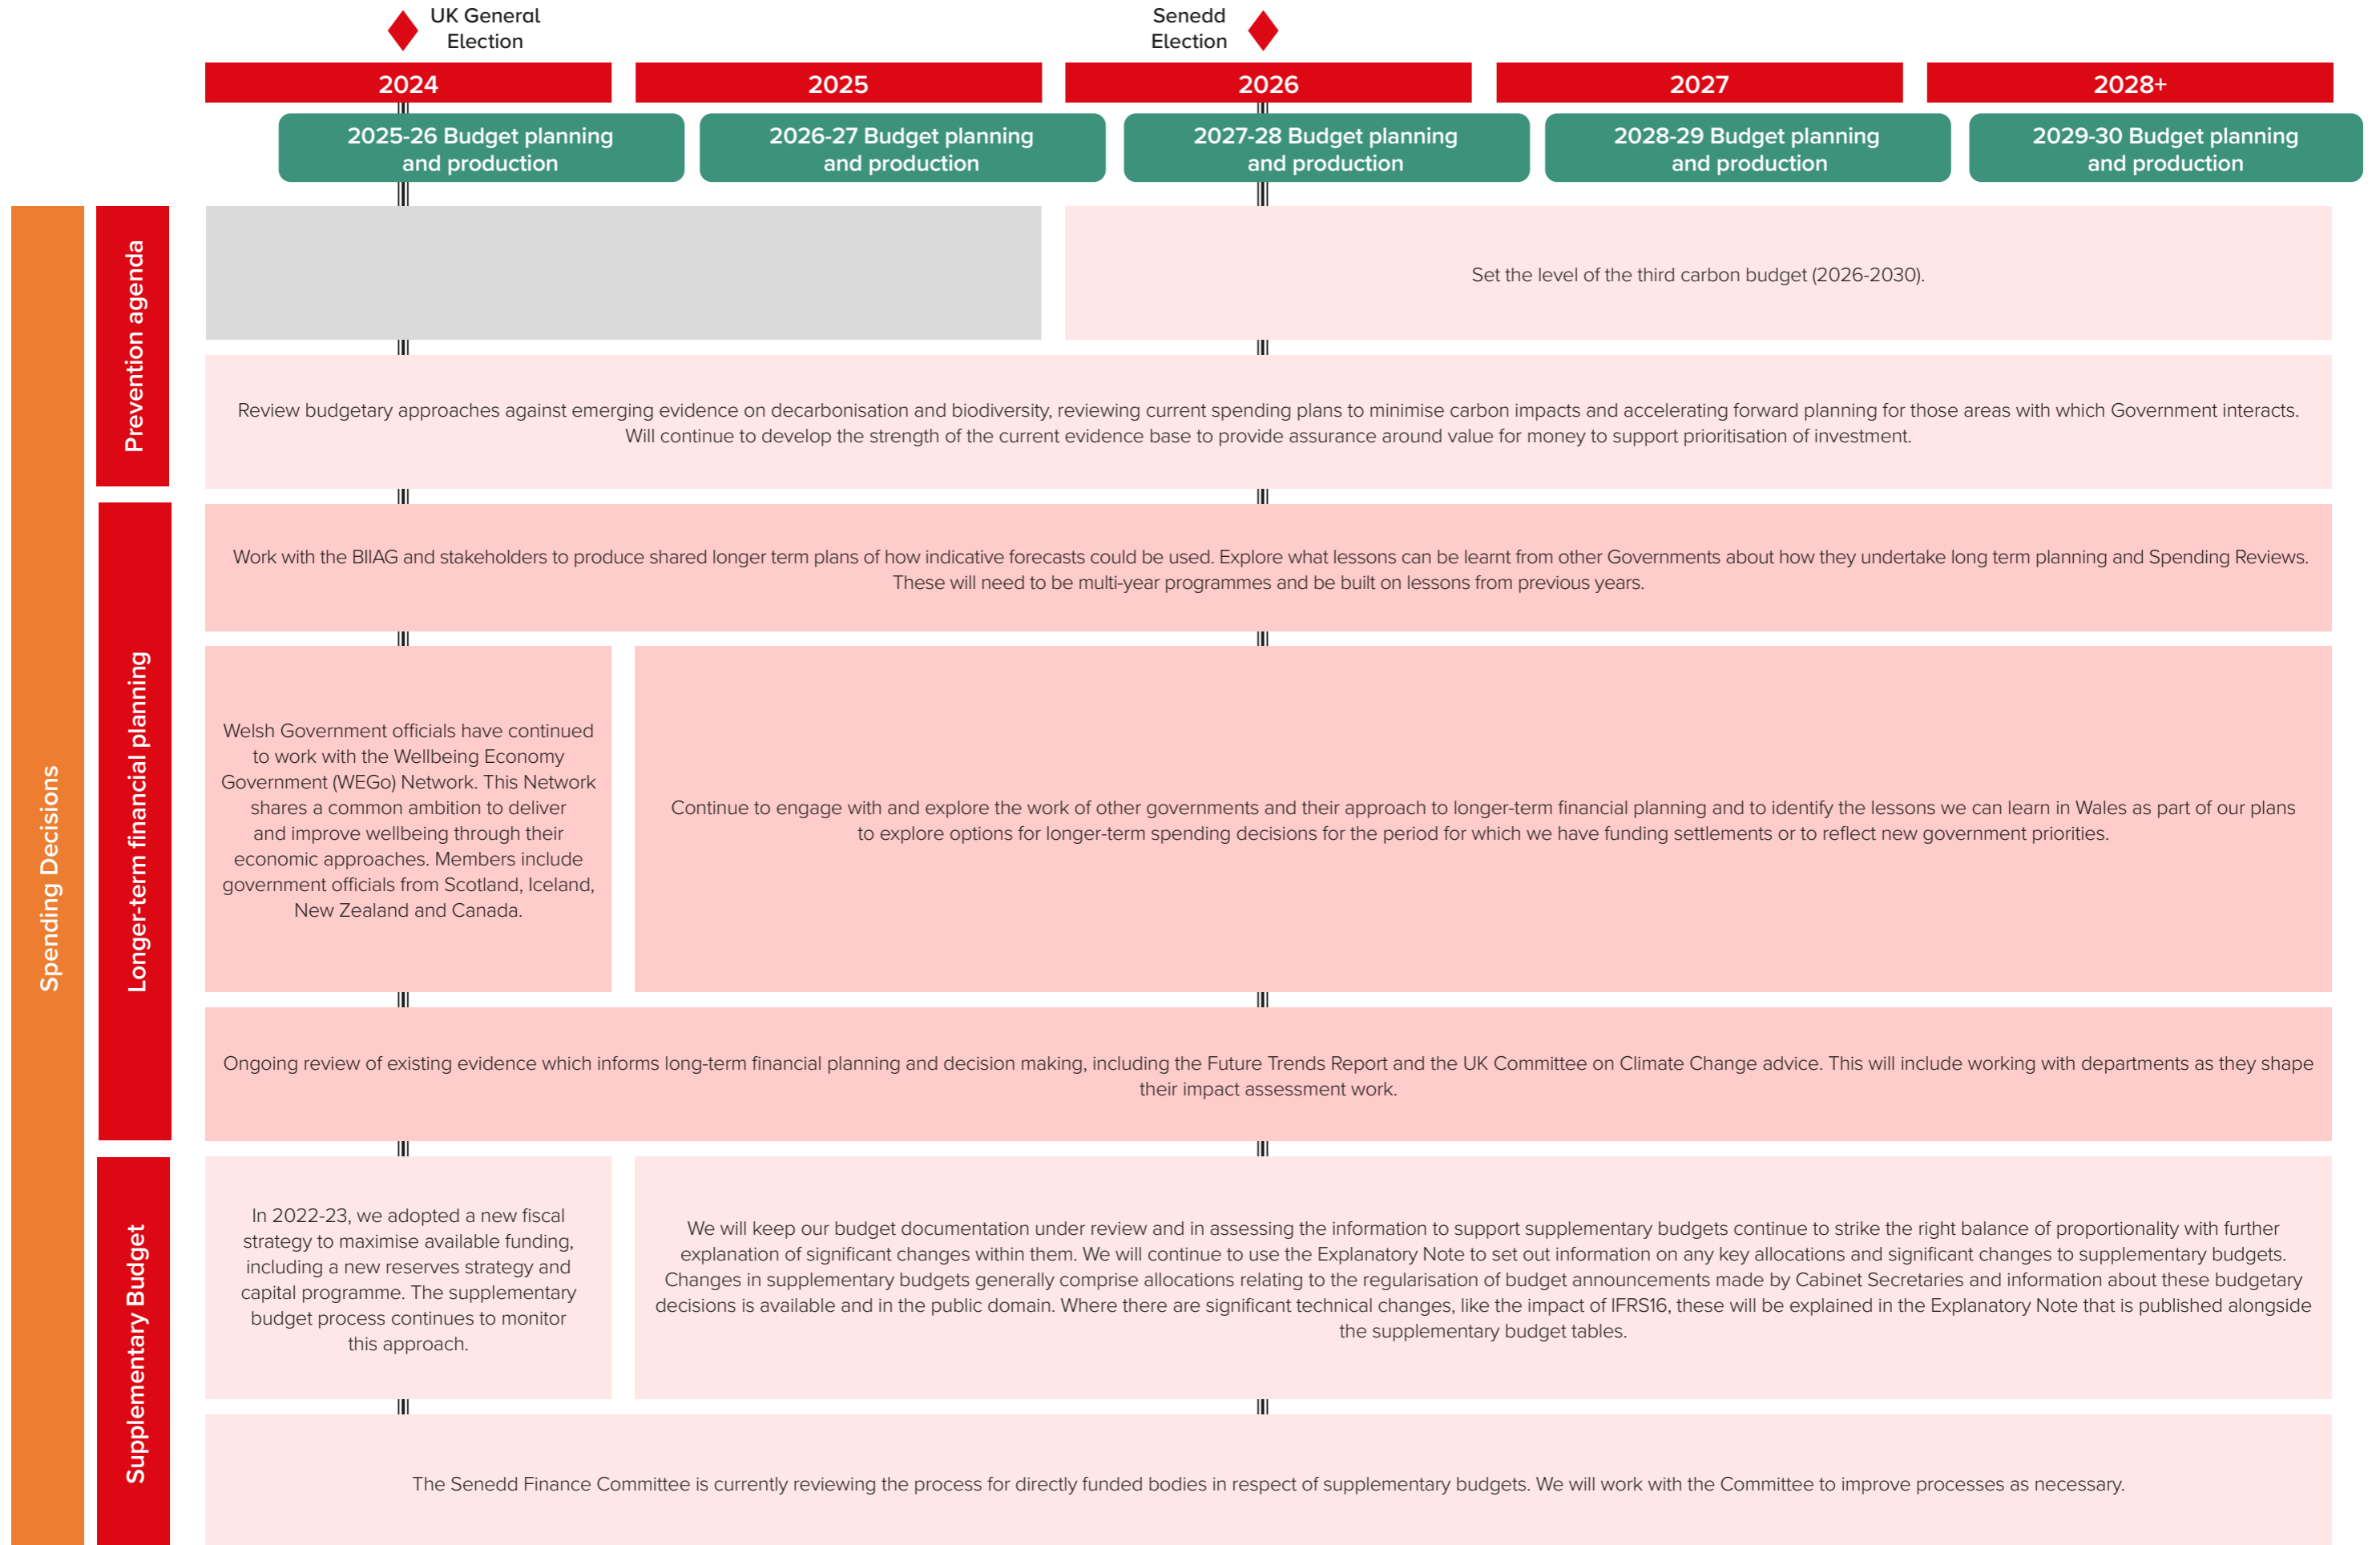 UK General
Election
Senedd
Election
2024
2025
2026
2027
2028+
2025-26 Budget planning
and production
2026-27 Budget planning
and production
2027-28 Budget planning
and production
2028-29 Budget planning
and production
2029-30 Budget planning
and production
Spending Decisions
Prevention agenda
Set the level of the third carbon budget (2026-2030).
Review budgetary approaches against emerging evidence on decarbonisation and biodiversity, reviewing current spending plans to minimise carbon impacts and accelerating forward planning for those areas with which Government interacts.
Will continue to develop the strength of the current evidence base to provide assurance around value for money to support prioritisation of investment.
Longer-term financial planning
Work with the BIIAG and stakeholders to produce shared longer term plans of how indicative forecasts could be used. Explore what lessons can be learnt from other Governments about how they undertake long term planning and Spending Reviews.
These will need to be multi-year programmes and be built on lessons from previous years.
Welsh Government officials have continued
to work with the Wellbeing Economy
Government (WEGo) Network. This Network
shares a common ambition to deliver
and improve wellbeing through their
economic approaches. Members include
government officials from Scotland, Iceland,
New Zealand and Canada.
Continue to engage with and explore the work of other governments and their approach to longer-term financial planning and to identify the lessons we can learn in Wales as part of our plans
to explore options for longer-term spending decisions for the period for which we have funding settlements or to reflect new government priorities.
Ongoing review of existing evidence which informs long-term financial planning and decision making, including the Future Trends Report and the UK Committee on Climate Change advice. This will include working with departments as they shape
their impact assessment work.
Supplementary Budget
In 2022-23, we adopted a new fiscal
strategy to maximise available funding,
including a new reserves strategy and
capital programme. The supplementary
budget process continues to monitor
this approach.
We will keep our budget documentation under review and in assessing the information to support supplementary budgets continue to strike the right balance of proportionality with further
explanation of significant changes within them. We will continue to use the Explanatory Note to set out information on any key allocations and significant changes to supplementary budgets.
Changes in supplementary budgets generally comprise allocations relating to the regularisation of budget announcements made by Cabinet Secretaries and information about these budgetary
decisions is available and in the public domain. Where there are significant technical changes, like the impact of IFRS16, these will be explained in the Explanatory Note that is published alongside
the supplementary budget tables.
The Senedd Finance Committee is currently reviewing the process for directly funded bodies in respect of supplementary budgets. We will work with the Committee to improve processes as necessary.